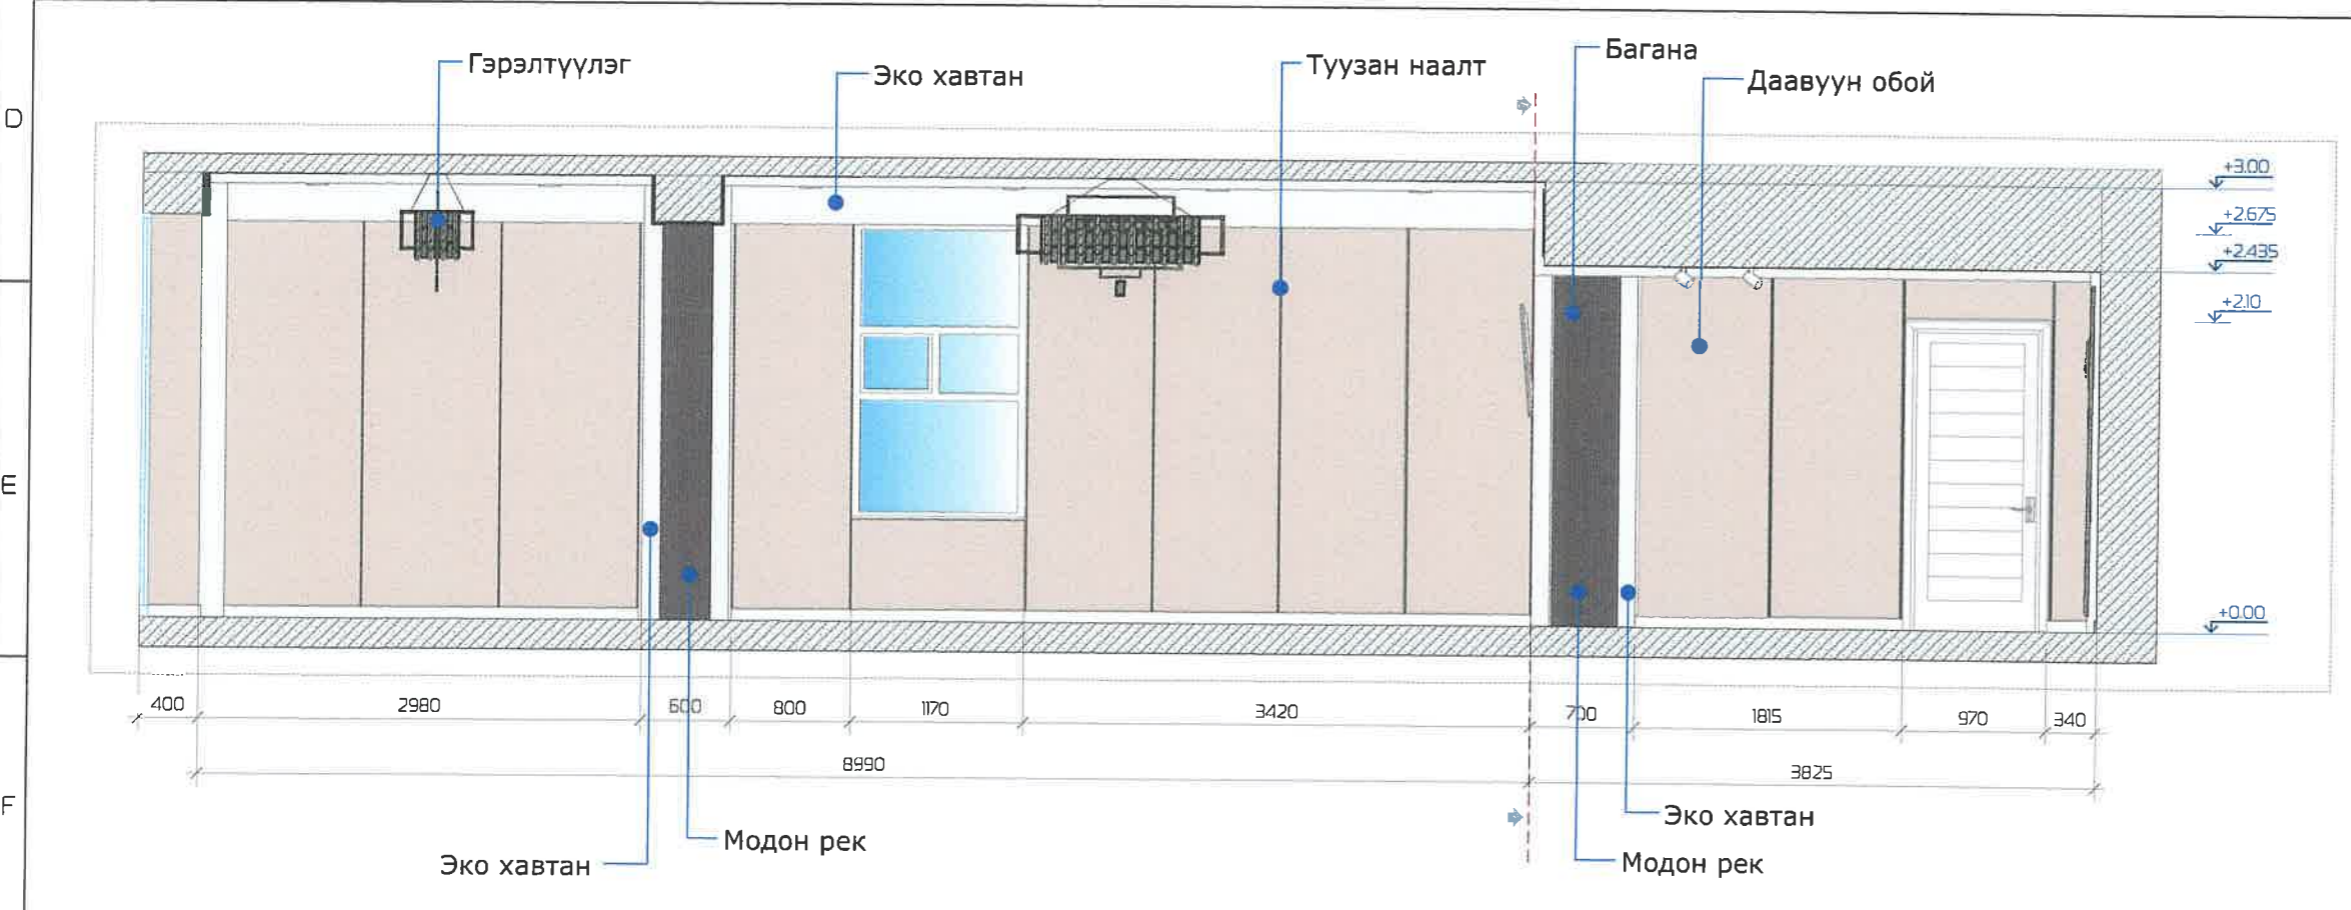 Багана
Гэрэлтүүлэг
Эко хавтан
Туузан наалт
Даавуун обой
D
+3.00
+2.675
+2.435
+2.10
E
+0.00
400
2980
600
800
1170
3420
700
1815
970
340
8990
3825
F
Эко хавтан
Модон рек
Эко хавтан
Модон рек